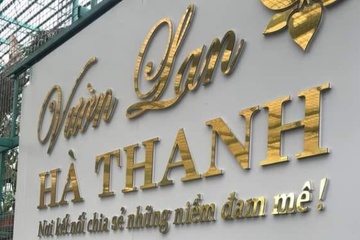 Vườn Lan
HÀ THANH
Nơi kết nối chia sẻ những niềm đam mê!